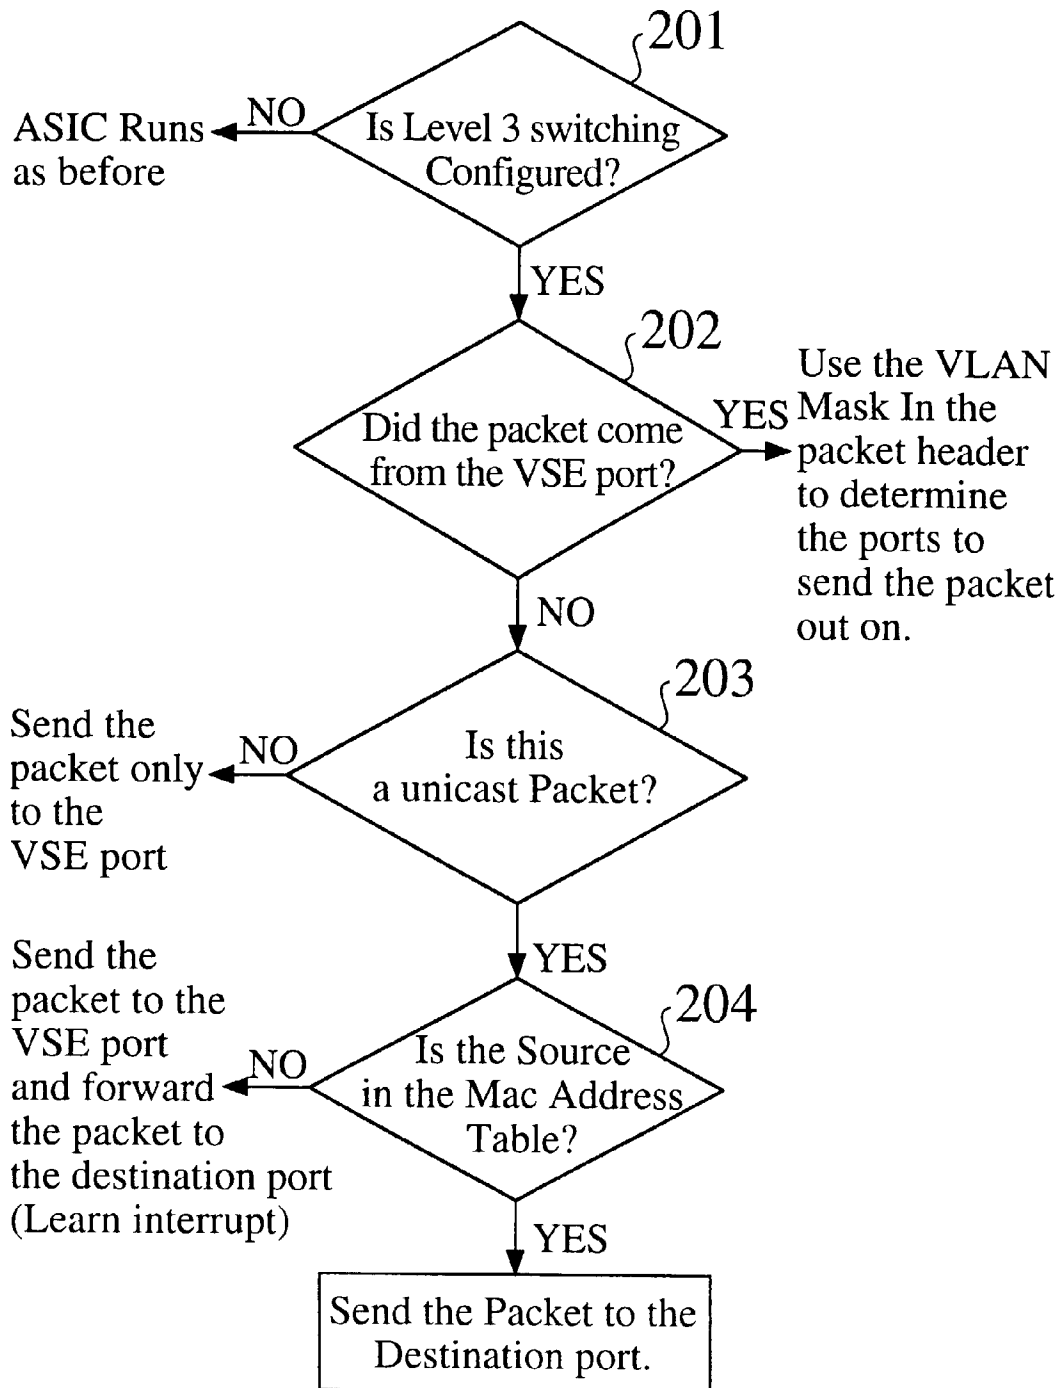 201
Is Level 3 switching
Configured?
NO
ASIC Runs
as before
YES
202
Did the packet come
from the VSE port?
YES
Use the VLAN
Mask In the
packet header
to determine
the ports to
send the packet
out on.
NO
203
Is this
a unicast Packet?
NO
Send the
packet only
to the
VSE port
YES
204
Is the Source
in the Mac Address
Table?
NO
Send the
packet to the
VSE port
and forward
the packet to
the destination port
(Learn interrupt)
YES
Send the Packet to the
Destination port.